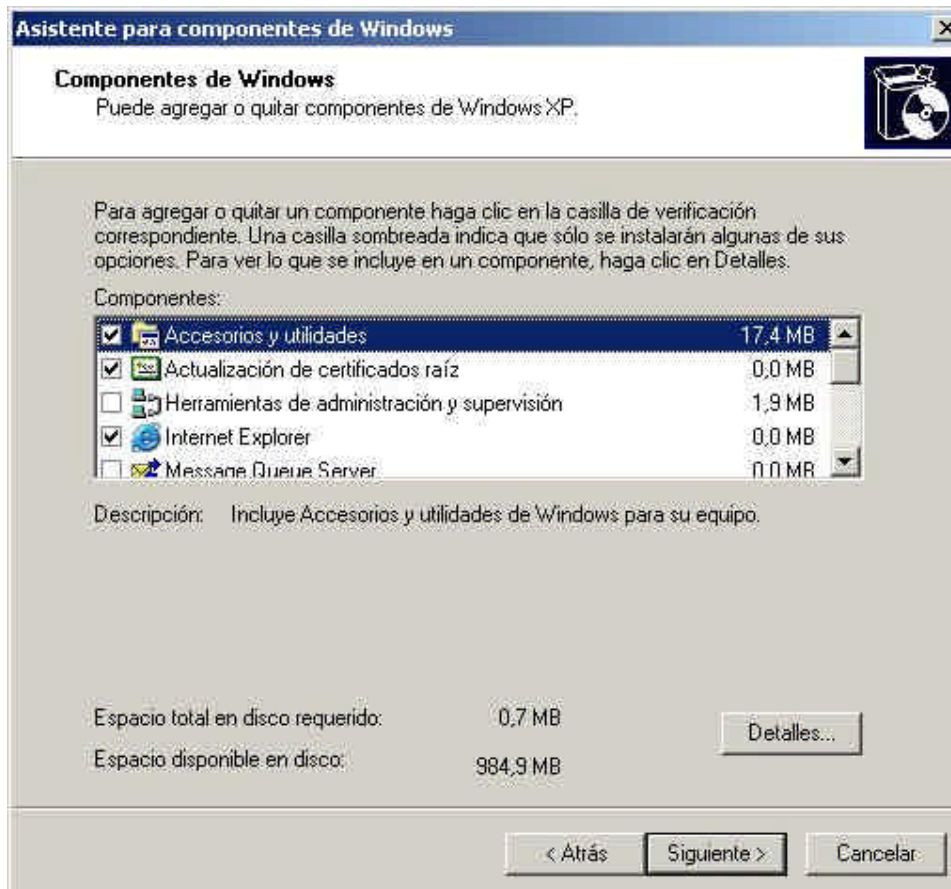 Asistente para componentes de Windows
Componentes de Windows
Puede agregar o quitar componentes de Windows XP.
Para agregar o quitar un componente haga clic en la casilla de verificación
correspondiente. Una casilla sombreada indica que sólo se instalarán algunas de sus
opciones. Para ver lo que se incluye en un componente, haga clic en Detalles.
Componentes:
Accesorios y utilidades 17,4 MB
Actualización de certificados raíz 0,0 MB
Herramientas de administración y supervisión 1,9 MB
Internet Explorer 0,0 MB
Message Queue Server 0,0 MB
Descripción: Incluye Accesorios y utilidades de Windows para su equipo.
Espacio total en disco requerido: 0,7 MB
Detalles...
Espacio disponible en disco: 984,9 MB
< Atrás Siguiente > Cancelar